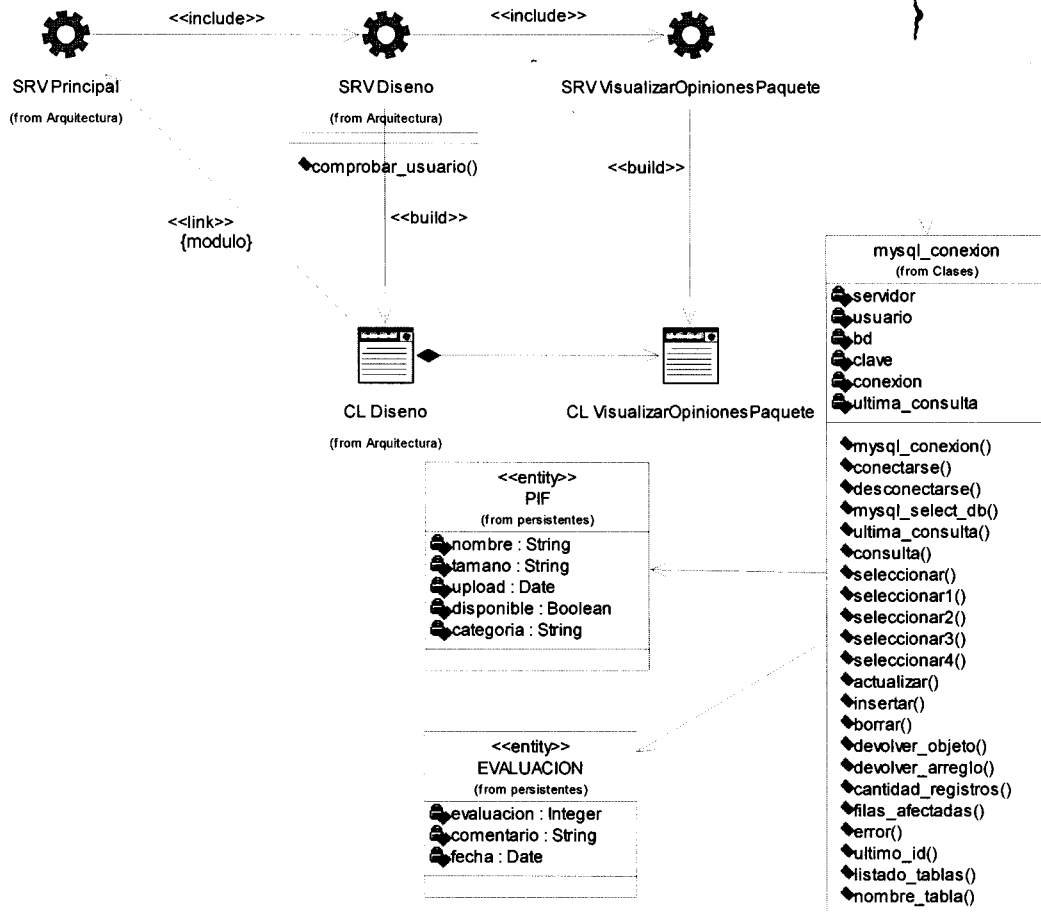 <<include>>
<<include>>
SRV Principal
(from Arquitectura)
SRV Diseno
(from Arquitectura)
comprobar_usuario()
SRV VisualizarOpinionesPaquete
<<build>>
<<build>>
<<link>>
{modulo}
CL Diseno
(from Arquitectura)
CL VisualizarOpinionesPaquete
<<entity>>
PIF
(from persistentes)
nombre : String
tamano : String
upload : Date
disponible : Boolean
categoria : String
<<entity>>
EVALUACION
(from persistentes)
evaluacion : Integer
comentario : String
fecha : Date
mysql_conexion
(from Clases)
servidor
usuario
bd
clave
conexion
ultima_consulta
mysql_conexion()
conectarse()
desconectarse()
mysql_select_db()
ultima_consulta()
consulta()
seleccionar()
seleccionar1()
seleccionar2()
seleccionar3()
seleccionar4()
actualizar()
insertar()
borrar()
devolver_objeto()
devolver_arreglo()
cantidad_registros()
filas_afectadas()
error()
ultimo_id()
listado_tablas()
nombre_tabla()